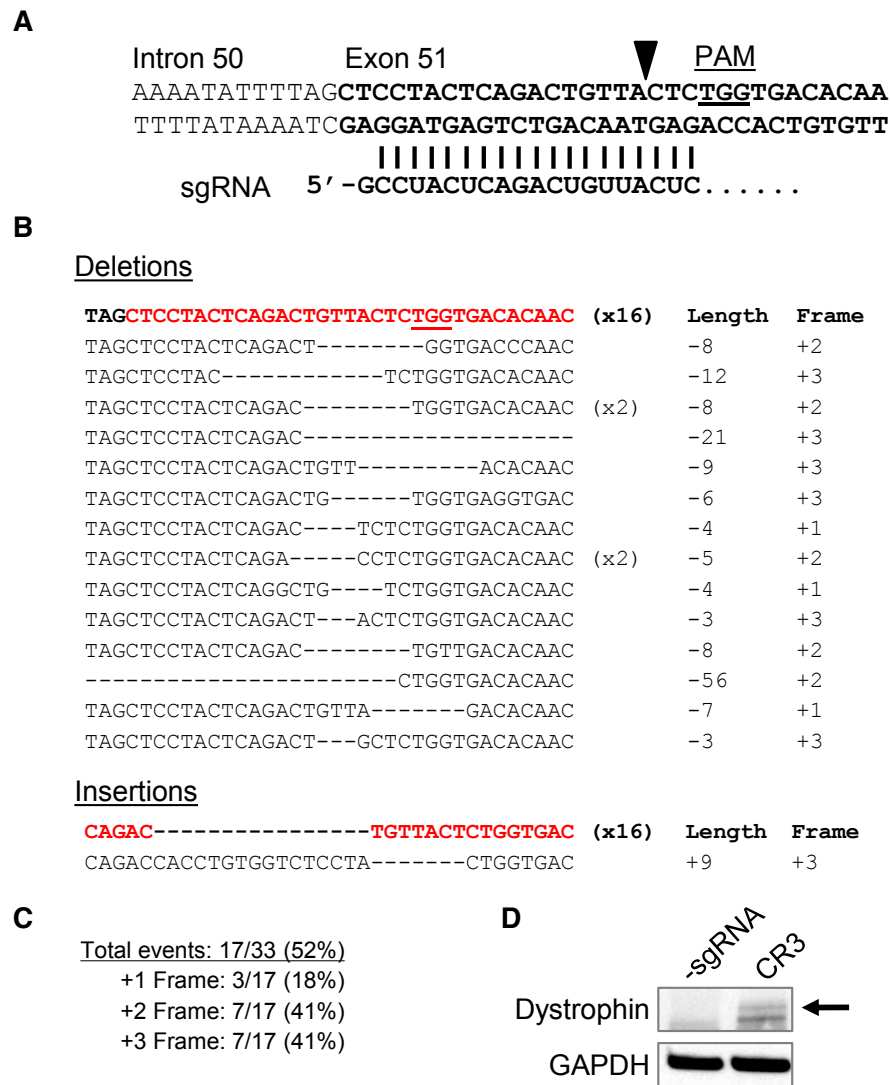 A
Intron 50 Exon 51 PAM
AAAATATTTTAGCTCCTACTCAGACTGTTACTCTGGTGACACAA
TTTTATAAAATCGAGGATGAGTCTGACAATGAGACCACTGTGTT
sgRNA 5’-GCCUACUCAGACUGUUACUC......
B
Deletions
TAGCTCCTACTCAGACTGTTACTCTGGTGACACAAC (x16) Length Frame
TAGCTCCTACTCAGACT--------GGTGACCCAAC -8 +2
TAGCTCCTAC------------TCTGGTGACACAAC -12 +3
TAGCTCCTACTCAGAC--------TGGTGACACAAC (x2) -8 +2
TAGCTCCTACTCAGAC-------------------- -21 +3
TAGCTCCTACTCAGACTGTT---------ACACAAC -9 +3
TAGCTCCTACTCAGACTG------TGGTGAGGTGAC -6 +3
TAGCTCCTACTCAGAC----TCTCTGGTGACACAAC -4 +1
TAGCTCCTACTCAGA-----CCTCTGGTGACACAAC (x2) -5 +2
TAGCTCCTACTCAGGCTG----TCTGGTGACACAAC -4 +1
TAGCTCCTACTCAGACT---ACTCTGGTGACACAAC -3 +3
TAGCTCCTACTCAGAC--------TGTTGACACAAC -8 +2
-----------------------CTGGTGACACAAC -56 +2
TAGCTCCTACTCAGACTGTTA-------GACACAAC -7 +1
TAGCTCCTACTCAGACT---GCTCTGGTGACACAAC -3 +3
Insertions
CAGAC----------------TGTTACTCTGGTGAC (x16) Length Frame
CAGACCACCTGTGGTCTCCTA-------CTGGTGAC +9 +3
C
Total events: 17/33 (52%)
+1 Frame: 3/17 (18%)
+2 Frame: 7/17 (41%)
+3 Frame: 7/17 (41%)
D
-sgRNA CR3
Dystrophin
GAPDH